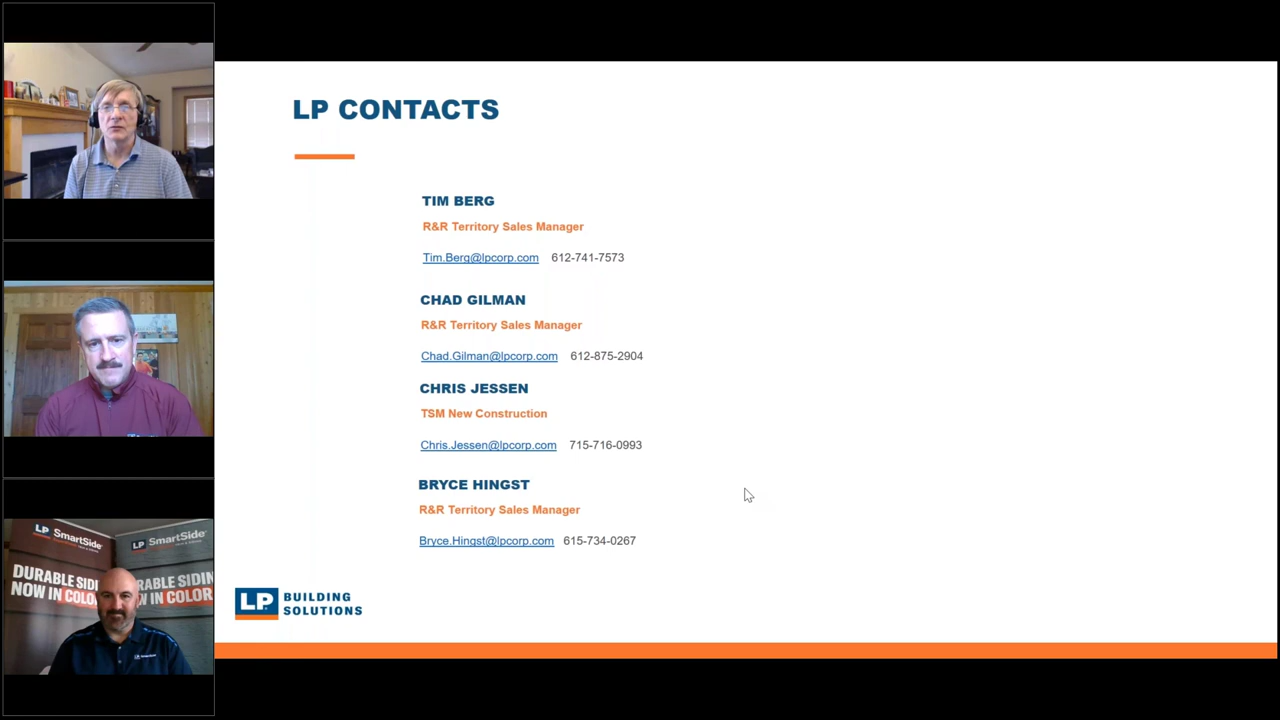 LP CONTACTS
TIM BERG
R&R Territory Sales Manager
Tim.Berg@lpcorp.com 612-741-7573
CHAD GILMAN
R&R Territory Sales Manager
Chad.Gilman@lpcorp.com 612-875-2904
CHRIS JESSEN
TSM New Construction
Chris.Jessen@lpcorp.com 715-716-0993
BRYCE HINGST
R&R Territory Sales Manager
Bryce.Hingst@lpcorp.com 615-734-0267
LP BUILDING
SOLUTIONS
LP SmartSide
DURABLE SIDI
NOW IN COLO
LP SmartSide
RABLE SIDIN
W IN COLOR